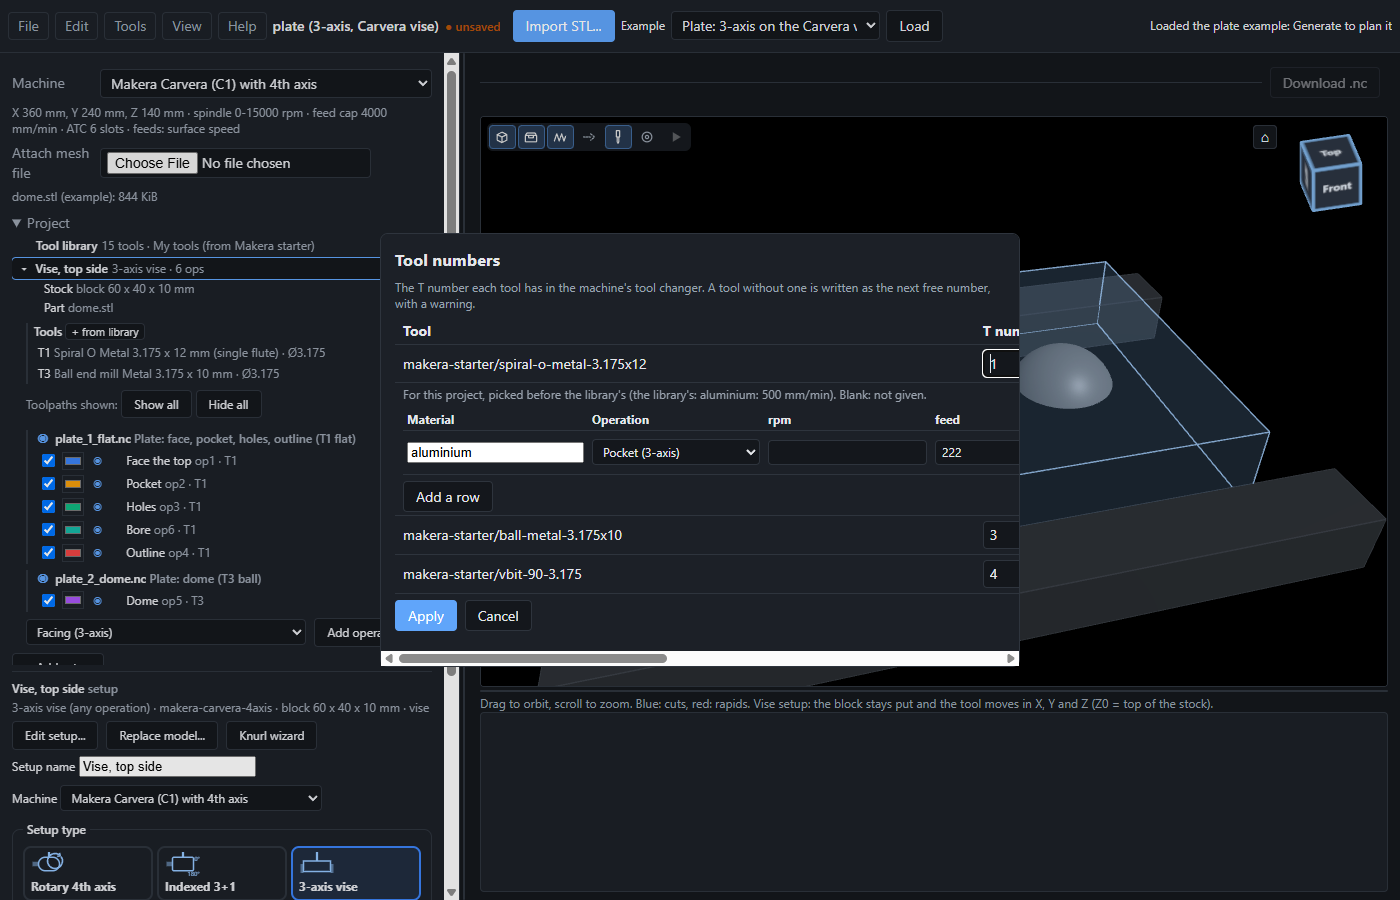 File Edit Tools View Help plate (3-axis, Carvera vise) ● unsaved Import STL... Example Plate: 3-axis on the Carvera v Load Loaded the plate example: Generate to plan it
Machine Makera Carvera (C1) with 4th axis
X 360 mm, Y 240 mm, Z 140 mm · spindle 0-15000 rpm · feed cap 4000
mm/min · ATC 6 slots · feeds: surface speed
Attach mesh
file Choose File No file chosen
dome.stl (example): 844 KiB
Project
Tool library 15 tools · My tools (from Makera starter)
Vise, top side 3-axis vise · 6 ops
Stock block 60 x 40 x 10 mm
Part dome.stl
Tools + from library
T1 Spiral O Metal 3.175 x 12 mm (single flute) · Ø3.175
T3 Ball end mill Metal 3.175 x 10 mm · Ø3.175
Toolpaths shown: Show all Hide all
plate_1_flat.nc Plate: face, pocket, holes, outline (T1 flat)
Face the top op1 · T1
Pocket op2 · T1
Holes op3 · T1
Bore op6 · T1
Outline op4 · T1
plate_2_dome.nc Plate: dome (T3 ball)
Dome op5 · T3
Facing (3-axis) Add opera
Vise, top side setup
3-axis vise (any operation) · makera-carvera-4axis · block 60 x 40 x 10 mm · vise
Edit setup... Replace model... Knurl wizard
Setup name Vise, top side
Machine Makera Carvera (C1) with 4th axis
Setup type
Rotary 4th axis Indexed 3+1 3-axis vise
Download .nc
Top
Front
Tool numbers
The T number each tool has in the machine's tool changer. A tool without one is written as the next free number,
with a warning.
Tool T num
makera-starter/spiral-o-metal-3.175x12 1
For this project, picked before the library's (the library's: aluminum: 500 mm/min). Blank: not given.
Material Operation rpm feed
aluminium Pocket (3-axis) 222
Add a row
makera-starter/ball-metal-3.175x10 3
makera-starter/vbit-90-3.175 4
Apply Cancel
Drag to orbit, scroll to zoom. Blue: cuts, red: rapids. Vise setup: the block stays put and the tool moves in X, Y and Z (Z0 = top of the stock).